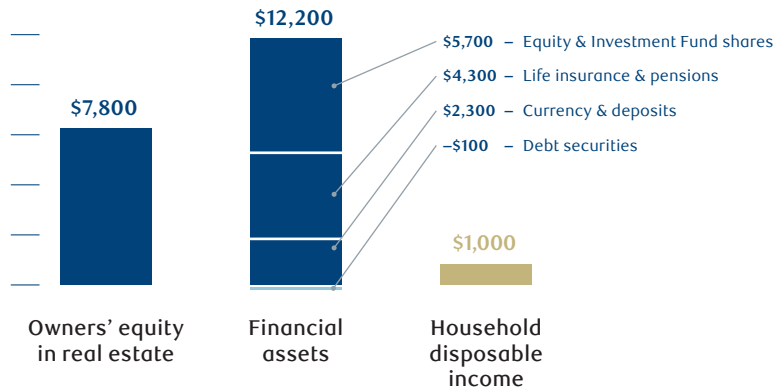 $12,200
$5,700 – Equity & Investment Fund shares
$4,300 – Life insurance & pensions
$7,800
$2,300 – Currency & deposits
–$100 – Debt securities
$1,000
Owners’ equity
in real estate
Financial
assets
Household
disposable
income